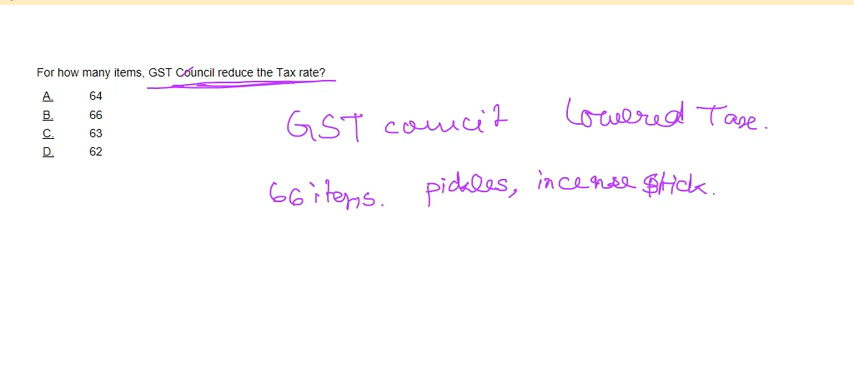 For how many items, GST Council reduce the Tax rate?
A. 64
B. 66
C. 63
D. 62
GST council lowered Tax.
66 items. pickles, incense stick.